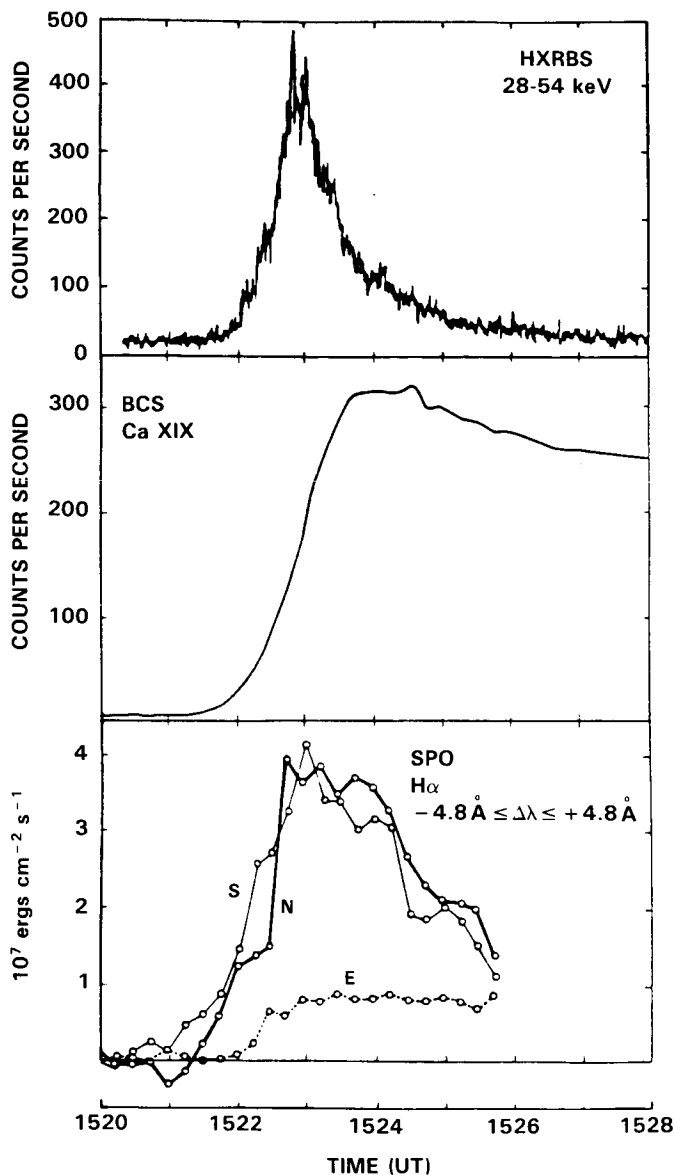 500
400
300
200
100
0
COUNTS PER SECOND
HXRBS
28-54 keV
300
200
100
COUNTS PER SECOND
BCS
Ca XIX
4
3
2
1
10⁷ ergs cm⁻² s⁻¹
SPO
Hα
−4.8 Å ≤ Δλ ≤ +4.8 Å
S
N
E
1520
1522
1524
1526
1528
TIME (UT)